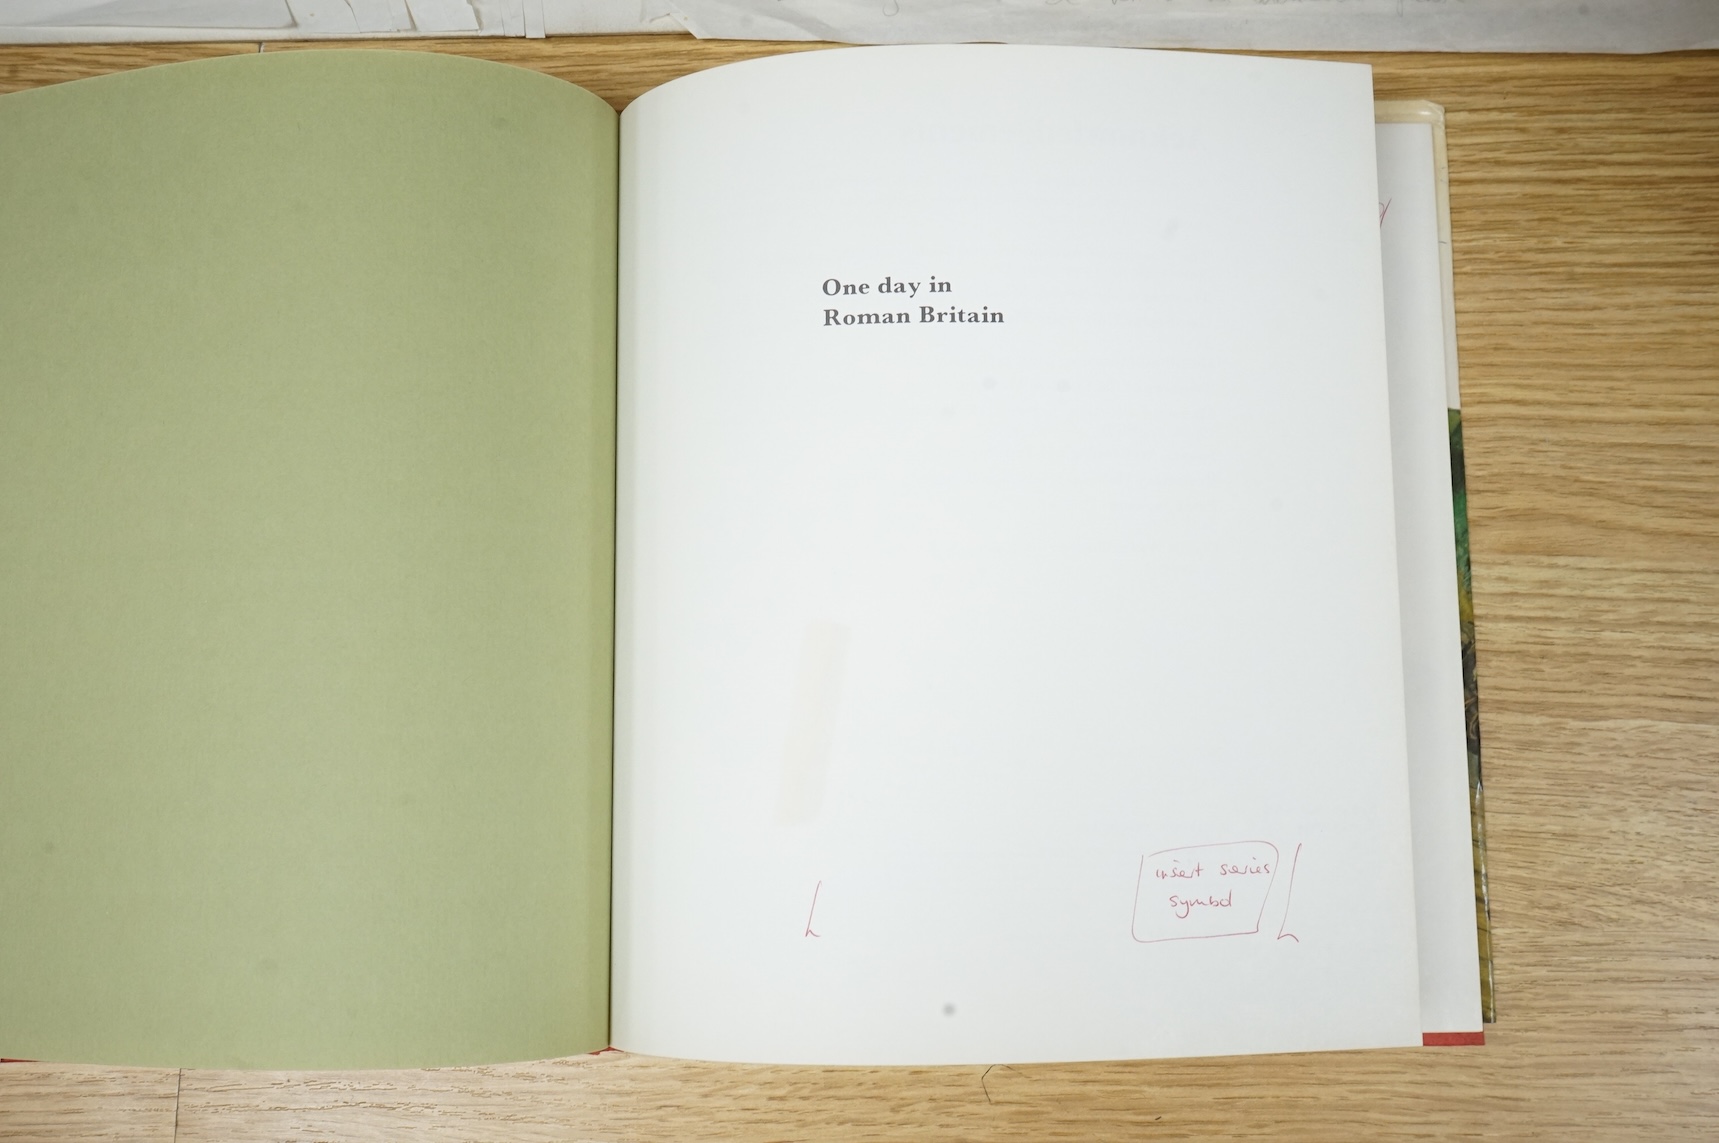 One day in
Roman Britain
insert series
symbol